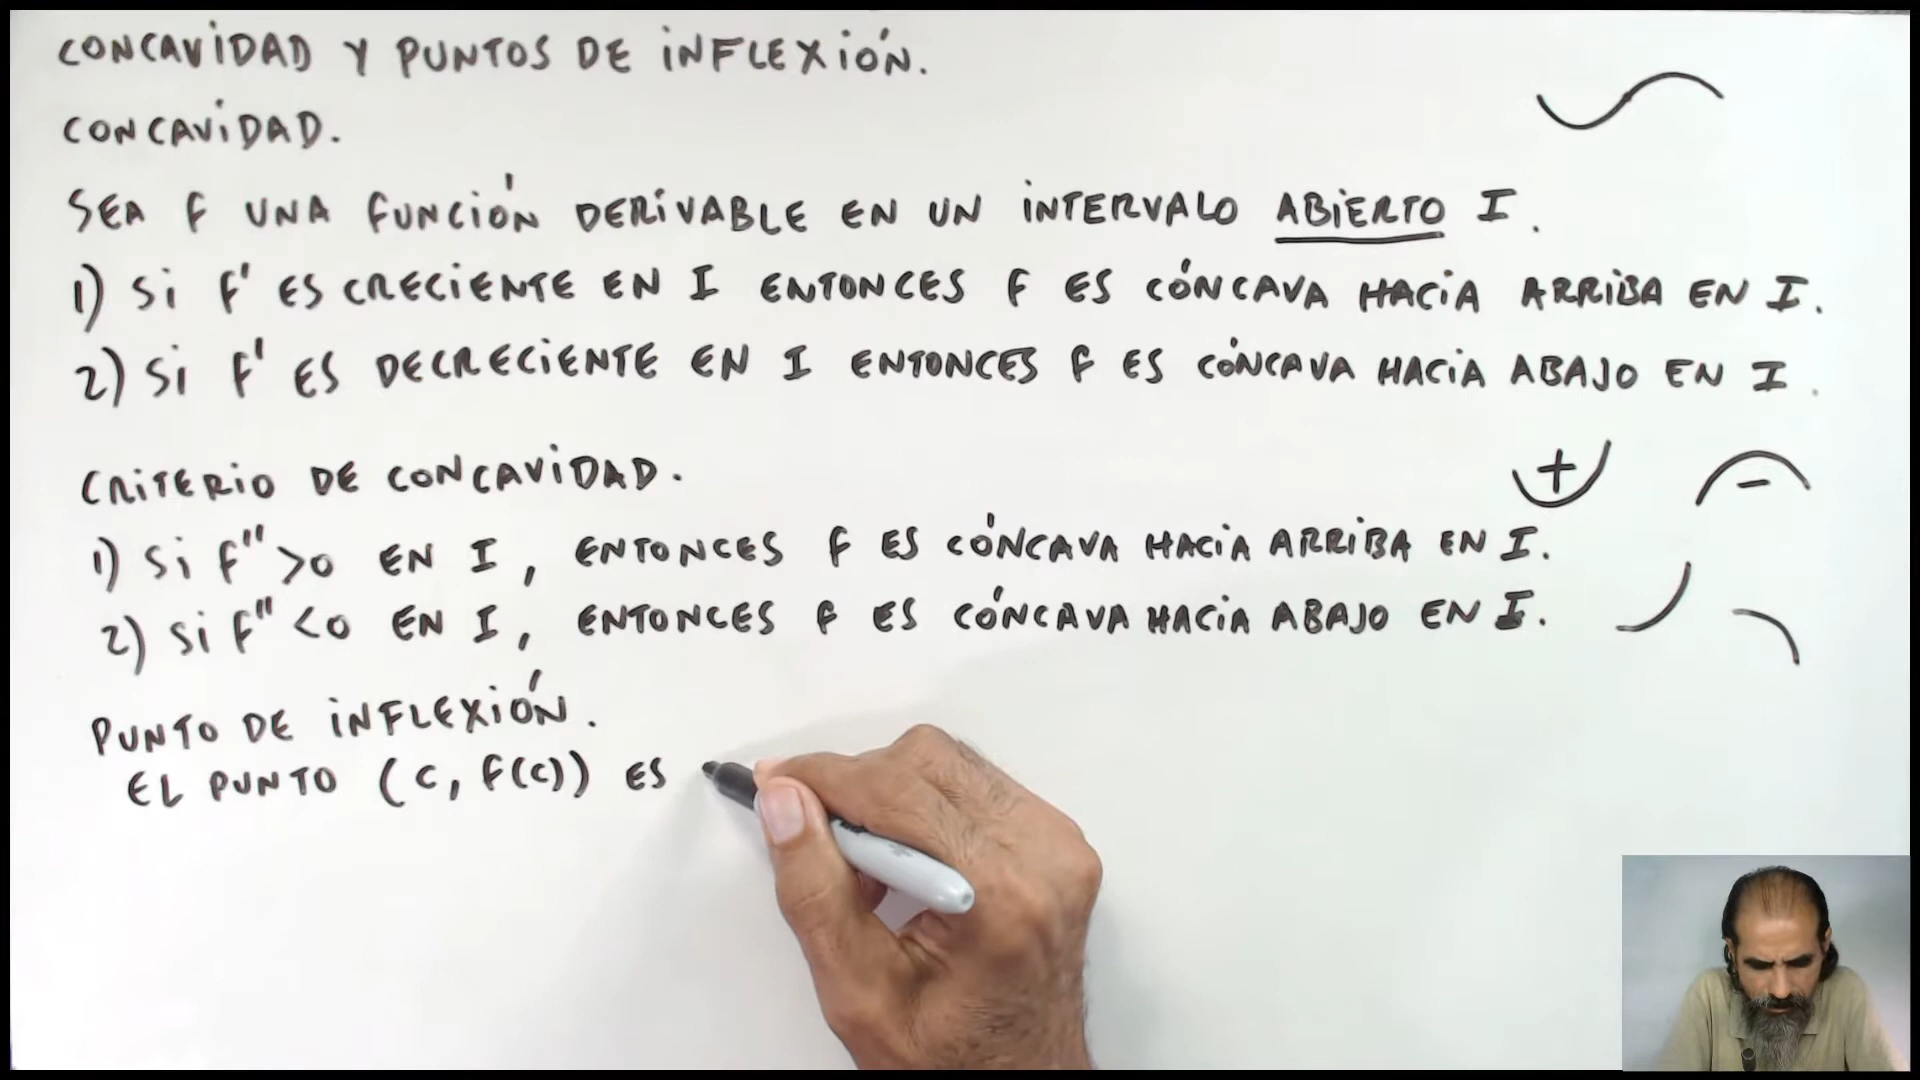 CONCAVIDAD Y PUNTOS DE INFLEXIÓN.
CONCAVIDAD.
SEA F UNA FUNCIÓN DERIVABLE EN UN INTERVALO ABIERTO I.
1) SI F' ES CRECIENTE EN I ENTONCES F ES CÓNCAVA HACIA ARRIBA EN I.
2) SI F' ES DECRECIENTE EN I ENTONCES F ES CÓNCAVA HACIA ABAJO EN I.
CRITERIO DE CONCAVIDAD.
+ -
1) SI F">0 EN I, ENTONCES F ES CÓNCAVA HACIA ARRIBA EN I.
2) SI F"<0 EN I, ENTONCES F ES CÓNCAVA HACIA ABAJO EN I.
PUNTO DE INFLEXIÓN.
EL PUNTO (C, F(C)) ES